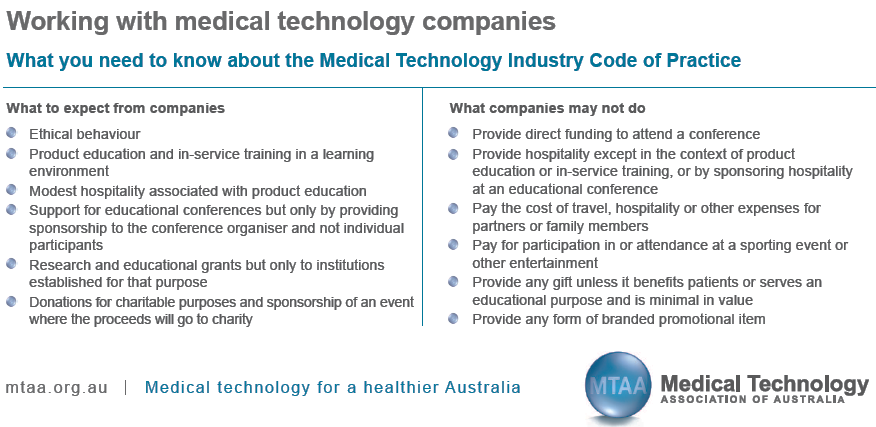 Working with medical technology companies
What you need to know about the Medical Technology Industry Code of Practice
What to expect from companies
Ethical behaviour
Product education and in-service training in a learning
environment
Modest hospitality associated with product education
Support for educational conferences but only by providing
sponsorship to the conference organiser and not individual
participants
Research and educational grants but only to institutions
established for that purpose
Donations for charitable purposes and sponsorship of an event
where the proceeds will go to charity
What companies may not do
Provide direct funding to attend a conference
Provide hospitality except in the context of product
education or in-service training, or by sponsoring hospitality
at an educational conference
Pay the cost of travel, hospitality or other expenses for
partners or family members
Pay for participation in or attendance at a sporting event or
other entertainment
Provide any gift unless it benefits patients or serves an
educational purpose and is minimal in value
Provide any form of branded promotional item
mtaa.org.au | Medical technology for a healthier Australia
MTAA
Medical Technology
ASSOCIATION OF AUSTRALIA